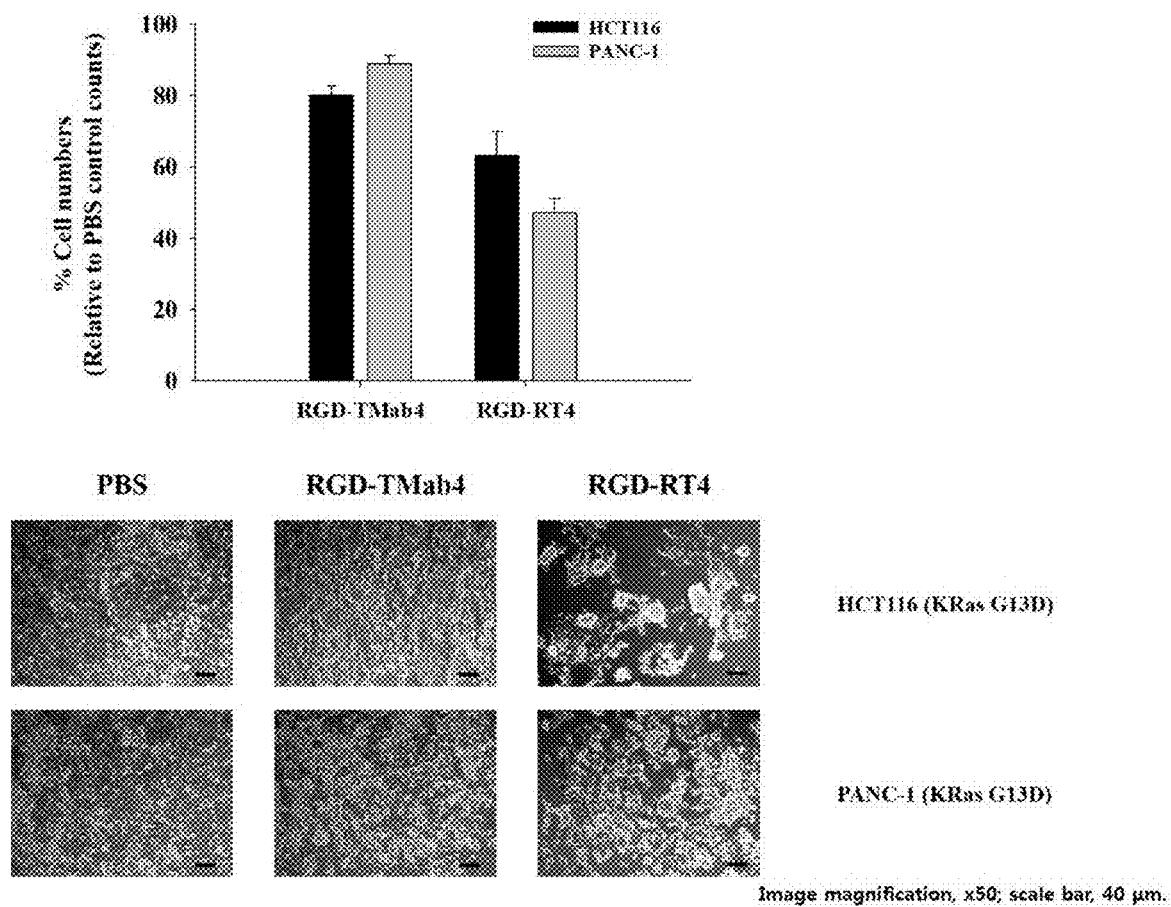 100
80
60
40
20
0
% Cell numbers
(Relative to PBS control counts)
HCT116
PANC-1
RGD-TMab4
RGD-RT4
PBS
RGD-TMab4
RGD-RT4
HCT116 (KRas G13D)
PANC-1 (KRas G13D)
Image magnification, x50; scale bar, 40 µm.